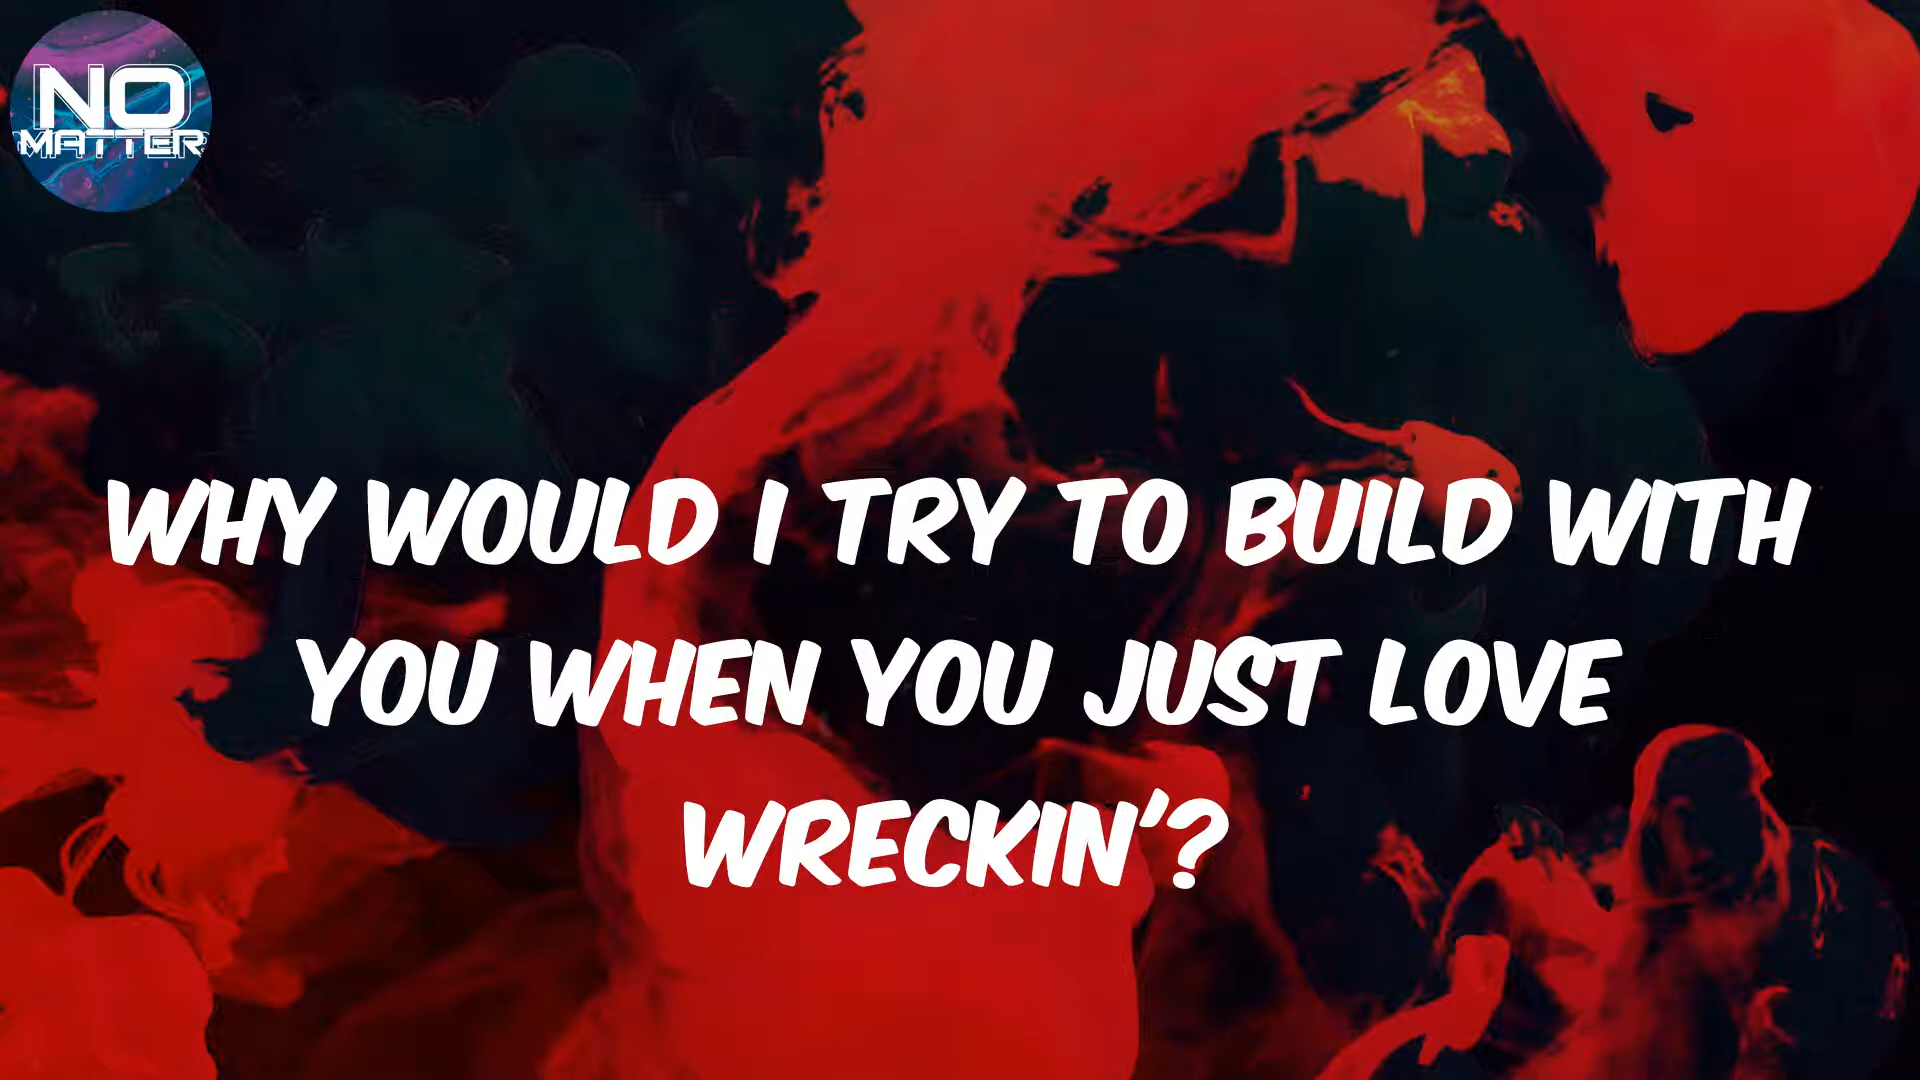 NO
MATTER
WHY WOULD I TRY TO BUILD WITH
YOU WHEN YOU JUST LOVE
WRECKIN'?